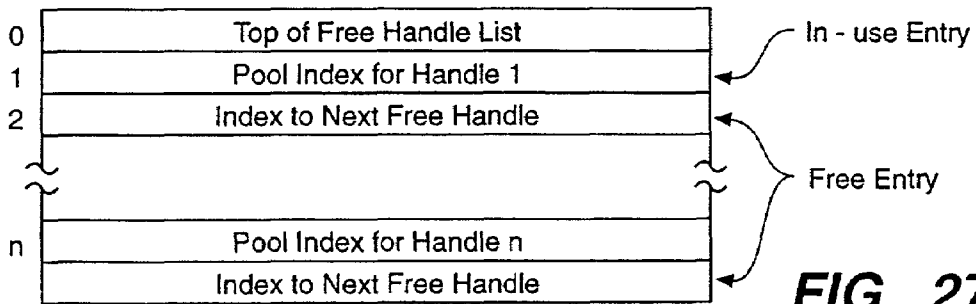 0 Top of Free Handle List In - use Entry
1 Pool Index for Handle 1
2 Index to Next Free Handle
Free Entry
n Pool Index for Handle n
Index to Next Free Handle
FIG_27